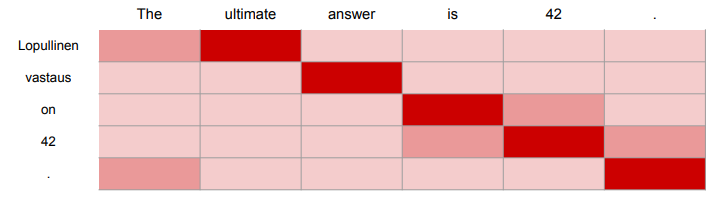 The ultimate answer is 42 .
Lopullinen
vastaus
on
42
.